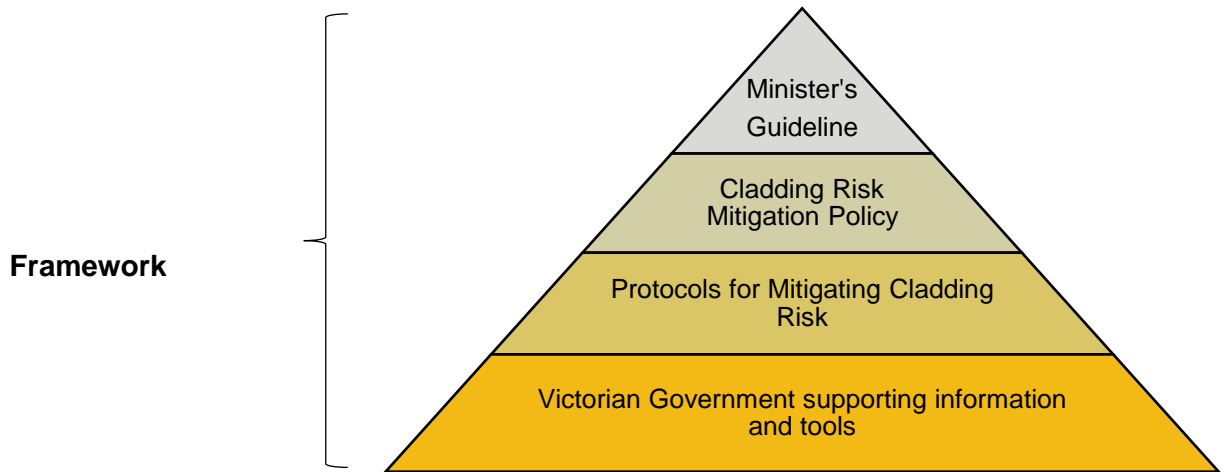 Minister's
Guideline
Cladding Risk
Mitigation Policy
Framework
Protocols for Mitigating Cladding
Risk
Victorian Government supporting information
and tools